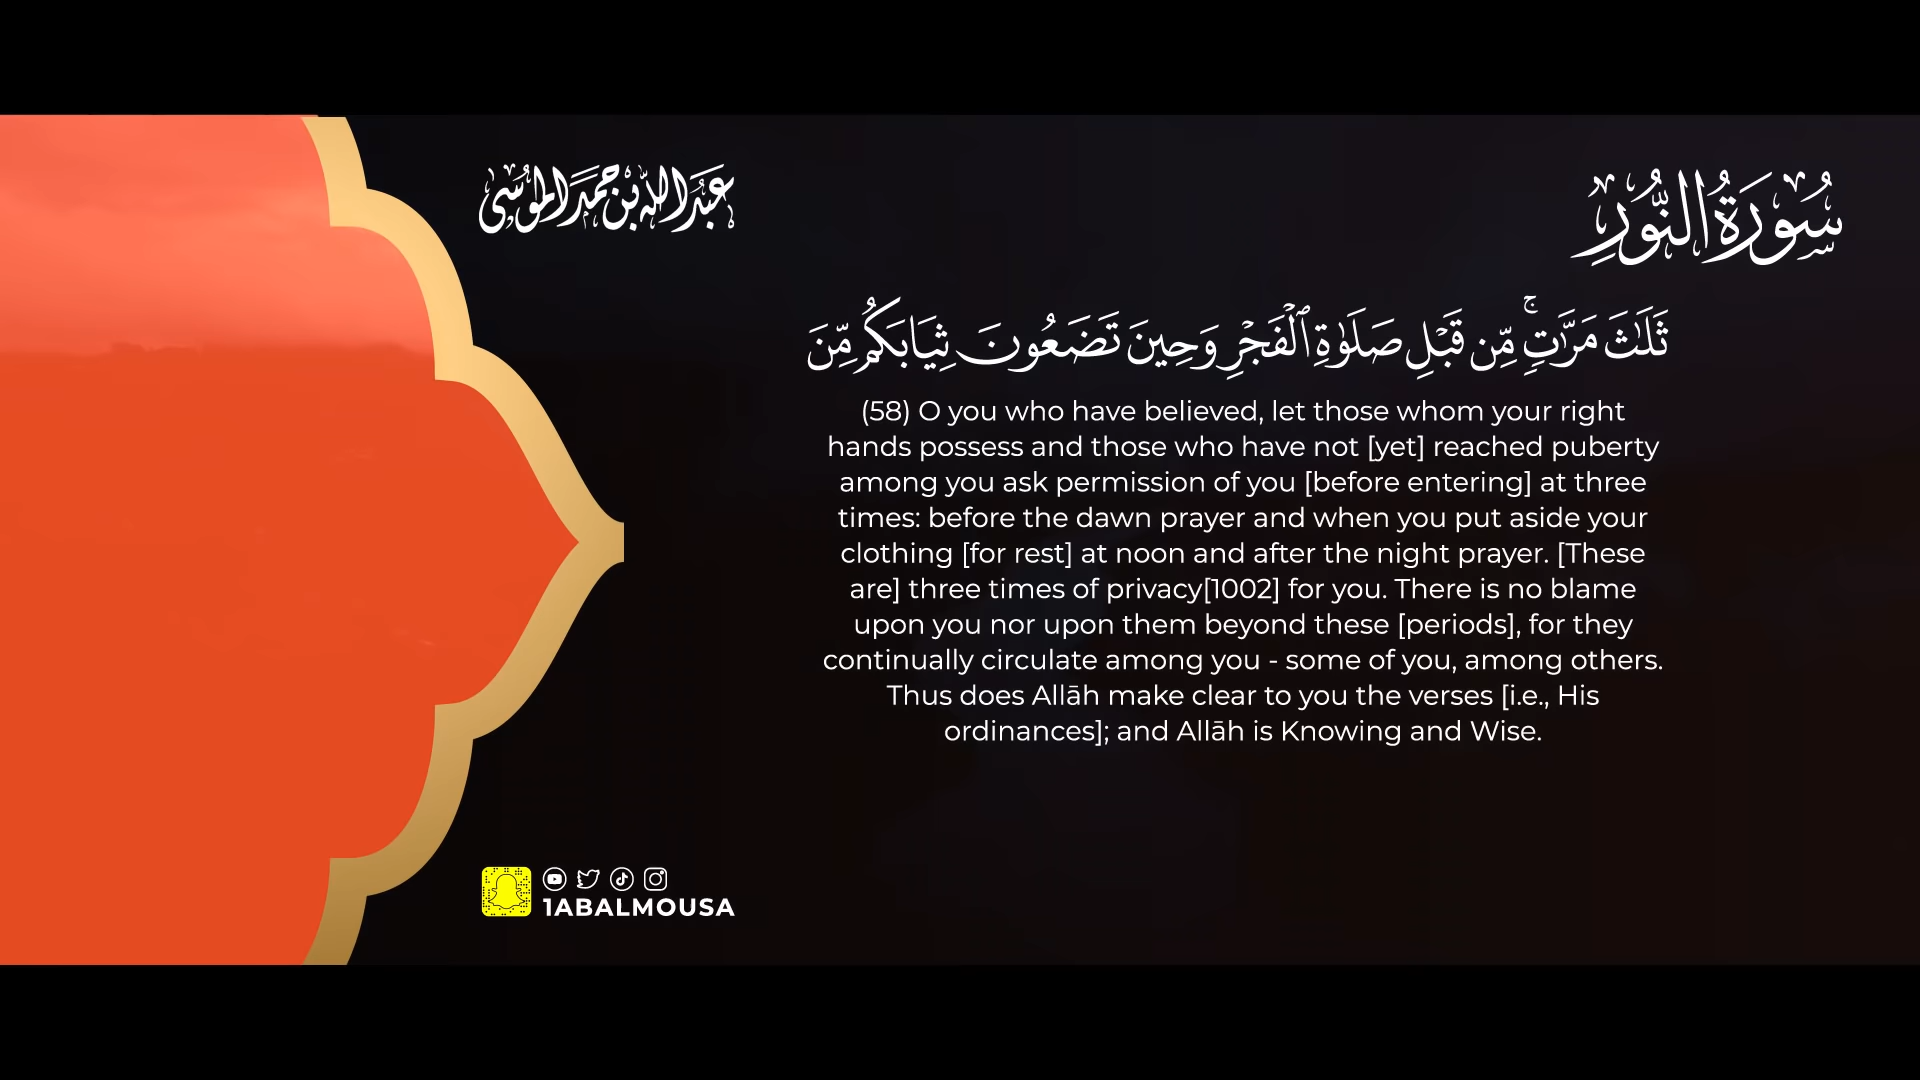 سُورَةُ النُّورِ
عَبْدُ اللَّه بْنُ حَمَد المُوسَى
ثَلَٰثَ مَرَّٰتٖۚ مِّن قَبۡلِ صَلَوٰةِ ٱلۡفَجۡرِ وَحِينَ تَضَعُونَ ثِيَابَكُم مِّنَ
(58) O you who have believed, let those whom your right
hands possess and those who have not [yet] reached puberty
among you ask permission of you [before entering] at three
times: before the dawn prayer and when you put aside your
clothing [for rest] at noon and after the night prayer. [These
are] three times of privacy[1002] for you. There is no blame
upon you nor upon them beyond these [periods], for they
continually circulate among you - some of you, among others.
Thus does Allāh make clear to you the verses [i.e., His
ordinances]; and Allāh is Knowing and Wise.
1ABALMOUSA